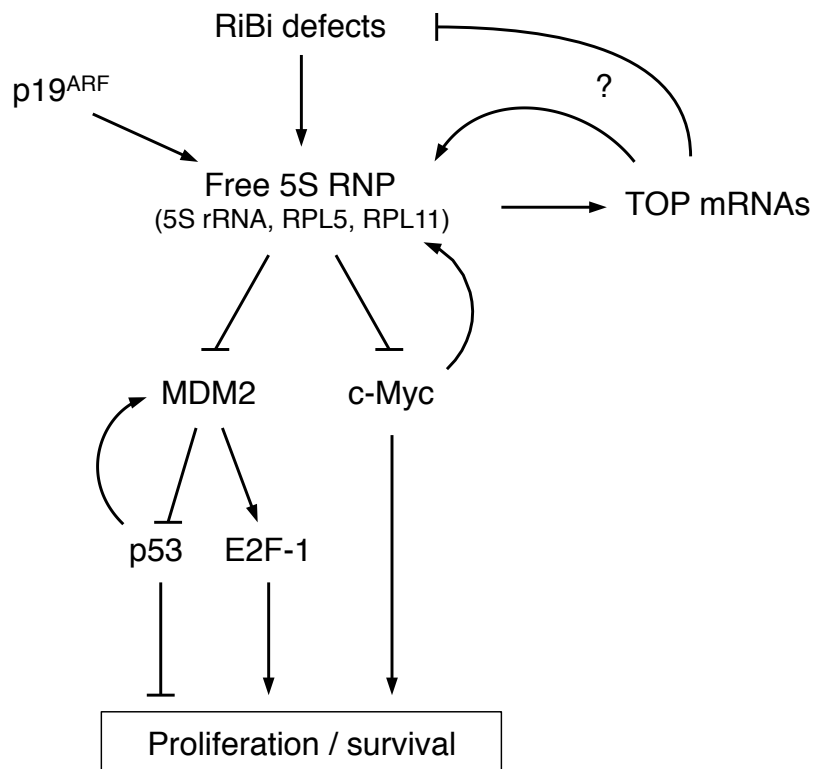 RiBi defects
p19ARF
?
Free 5S RNP
(5S rRNA, RPL5, RPL11)
TOP mRNAs
MDM2
c-Myc
p53
E2F-1
Proliferation / survival